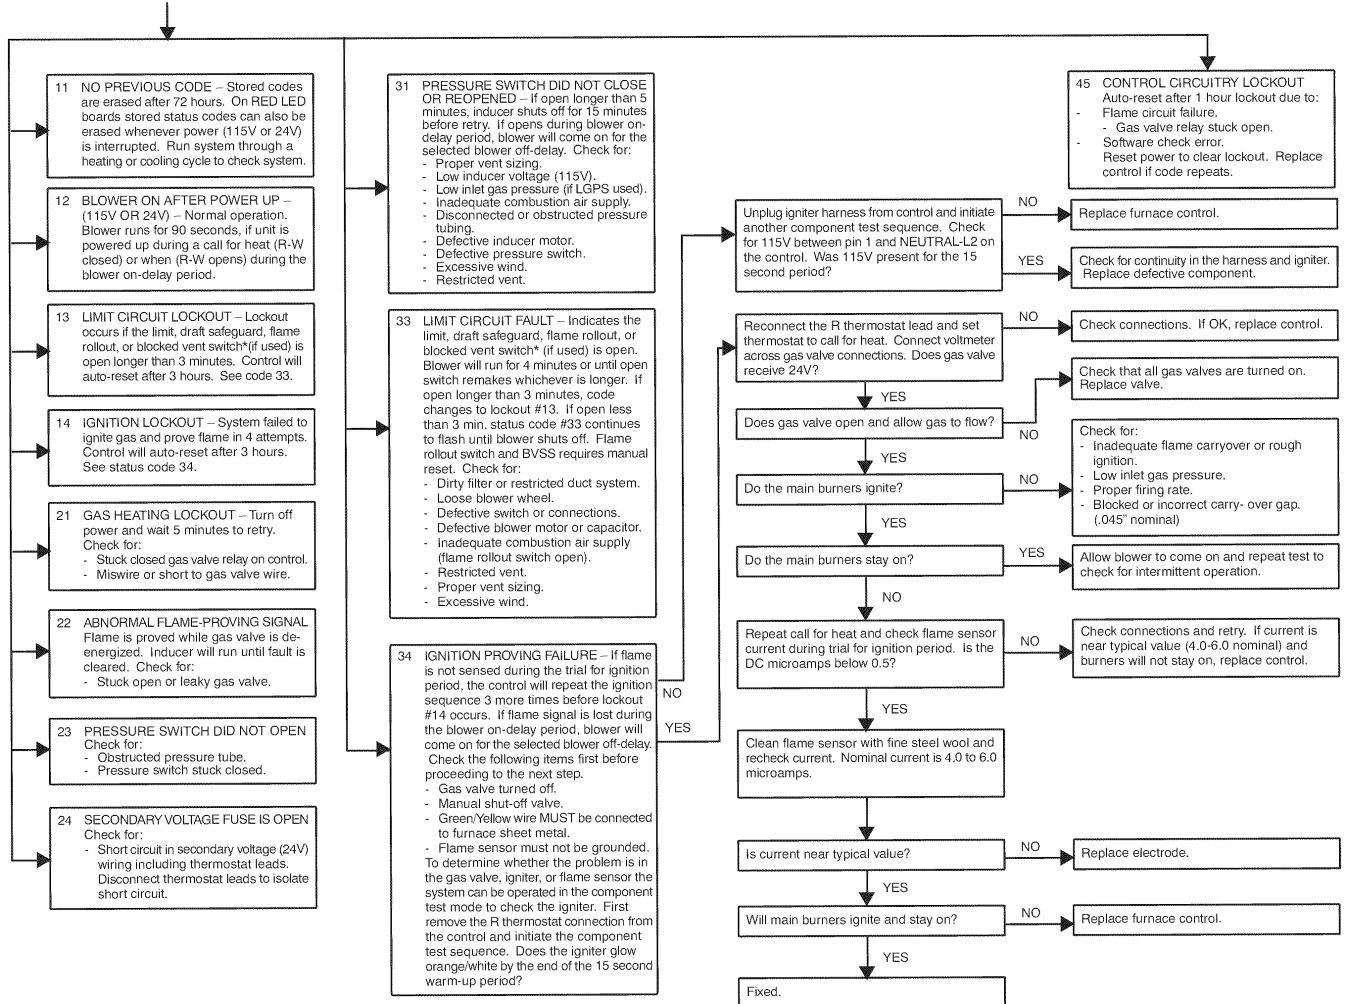 11 NO PREVIOUS CODE – Stored codes
are erased after 72 hours. On RED LED
boards stored status codes can also be
erased whenever power (115V or 24V)
is interrupted. Run system through a
heating or cooling cycle to check system.
12 BLOWER ON AFTER POWER UP –
(115V OR 24V) – Normal operation.
Blower runs for 90 seconds, if unit is
powered up during a call for heat (R-W
closed) or when (R-W opens) during the
blower on-delay period.
13 LIMIT CIRCUIT LOCKOUT – Lockout
occurs if the limit, draft safeguard, flame
rollout, or blocked vent switch*(if used) is
open longer than 3 minutes. Control will
auto-reset after 3 hours. See code 33.
14 IGNITION LOCKOUT – System failed to
ignite gas and prove flame in 4 attempts.
Control will auto-reset after 3 hours.
See status code 34.
21 GAS HEATING LOCKOUT – Turn off
power and wait 5 minutes to retry.
Check for:
- Stuck closed gas valve relay on control.
- Miswire or short to gas valve wire.
22 ABNORMAL FLAME-PROVING SIGNAL
Flame is proved while gas valve is de-
energized. Inducer will run until fault is
cleared. Check for:
- Stuck open or leaky gas valve.
23 PRESSURE SWITCH DID NOT OPEN
Check for:
- Obstructed pressure tube.
- Pressure switch stuck closed.
24 SECONDARY VOLTAGE FUSE IS OPEN
Check for:
- Short circuit in secondary voltage (24V)
wiring including thermostat leads.
Disconnect thermostat leads to isolate
short circuit.
31 PRESSURE SWITCH DID NOT CLOSE
OR REOPENED – If open longer than 5
minutes, inducer shuts off for 15 minutes
before retry. If opens during blower on-
delay period, blower will come on for the
selected blower off-delay. Check for:
- Proper vent sizing.
- Low inducer voltage (115V).
- Low inlet gas pressure (if LGPS used).
- Inadequate combustion air supply.
- Disconnected or obstructed pressure
tubing.
- Defective inducer motor.
- Defective pressure switch.
- Excessive wind.
- Restricted vent.
33 LIMIT CIRCUIT FAULT – Indicates the
limit, draft safeguard, flame rollout,
or blocked vent switch* (if used) is open.
Blower will run for 4 minutes or until open
switch remakes whichever is longer. If
open longer than 3 minutes, code
changes to lockout #13. If open less
than 3 min. status code #33 continues
to flash until blower shuts off. Flame
rollout switch and BVSS requires manual
reset. Check for:
- Dirty filter or restricted duct system.
- Loose blower wheel.
- Defective switch or connections.
- Defective blower motor or capacitor.
- Inadequate combustion air supply
(flame rollout switch open).
- Restricted vent.
- Proper vent sizing.
- Excessive wind.
34 IGNITION PROVING FAILURE – If flame
is not sensed during the trial for ignition
period, the control will repeat the ignition
sequence 3 more times before lockout
#14 occurs. If flame signal is lost during
the blower on-delay period, blower will
come on for the selected blower off-delay.
Check the following items first before
proceeding to the next step.
- Gas valve turned off.
- Manual shut-off valve.
- Green/Yellow wire MUST be connected
to furnace sheet metal.
- Flame sensor must not be grounded.
To determine whether the problem is in
the gas valve, igniter, or flame sensor the
system can be operated in the component
test mode to check the igniter. First
remove the R thermostat connection from
the control and initiate the component
test sequence. Does the igniter glow
orange/white by the end of the 15 second
warm-up period?
NO
YES
45 CONTROL CIRCUITRY LOCKOUT
Auto-reset after 1 hour lockout due to:
- Flame circuit failure.
- Gas valve relay stuck open.
- Software check error.
Reset power to clear lockout. Replace
control if code repeats.
Unplug igniter harness from control and initiate
another component test sequence. Check
for 115V between pin 1 and NEUTRAL-L2 on
the control. Was 115V present for the 15
second period?
NO
Replace furnace control.
YES
Check for continuity in the harness and igniter.
Replace defective component.
Reconnect the R thermostat lead and set
thermostat to call for heat. Connect voltmeter
across gas valve connections. Does gas valve
receive 24V?
NO
Check connections. If OK, replace control.
YES
Does gas valve open and allow gas to flow?
NO
Check that all gas valves are turned on.
Replace valve.
YES
Do the main burners ignite?
NO
Check for:
- Inadequate flame carryover or rough
ignition.
- Low inlet gas pressure.
- Proper firing rate.
- Blocked or incorrect carry- over gap.
(.045" nominal)
YES
Do the main burners stay on?
YES
Allow blower to come on and repeat test to
check for intermittent operation.
NO
Repeat call for heat and check flame sensor
current during trial for ignition period. Is the
DC microamps below 0.5?
NO
Check connections and retry. If current is
near typical value (4.0-6.0 nominal) and
burners will not stay on, replace control.
YES
Clean flame sensor with fine steel wool and
recheck current. Nominal current is 4.0 to 6.0
microamps.
Is current near typical value?
NO
Replace electrode.
YES
Will main burners ignite and stay on?
NO
Replace furnace control.
YES
Fixed.